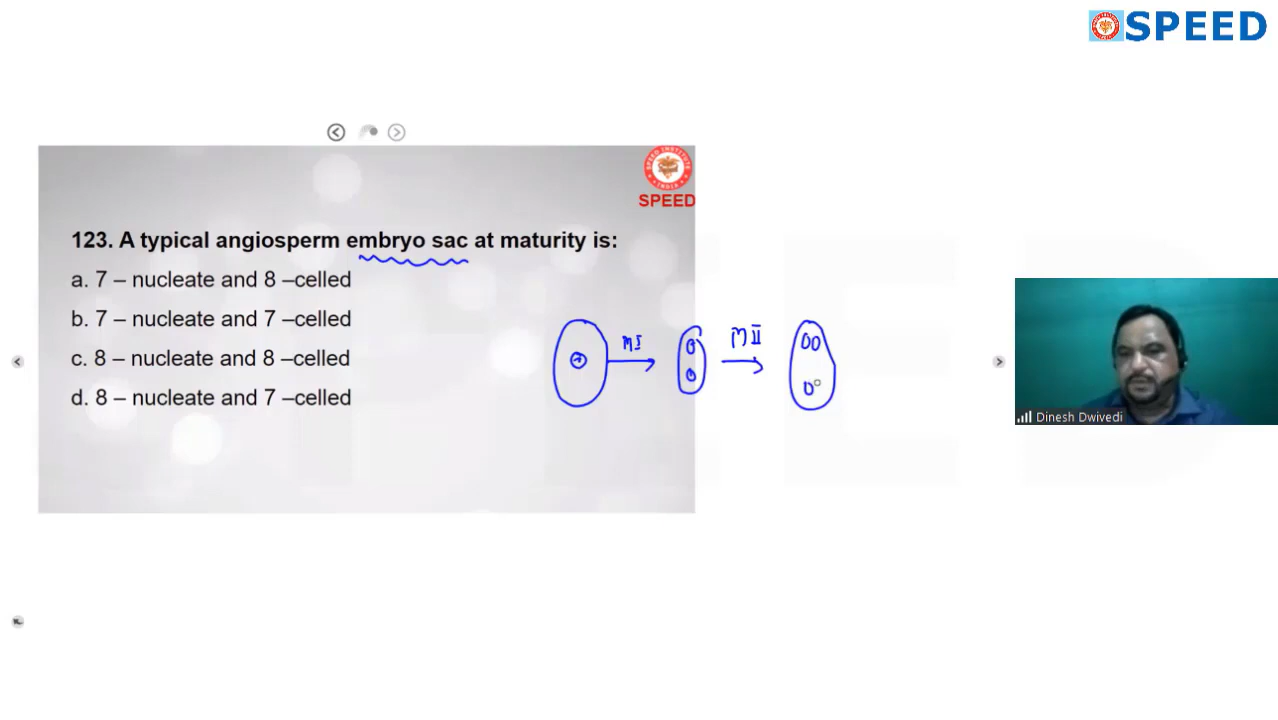 SPEED
SPEED
123. A typical angiosperm embryo sac at maturity is:
a. 7 – nucleate and 8 –celled
b. 7 – nucleate and 7 –celled
c. 8 – nucleate and 8 –celled
d. 8 – nucleate and 7 –celled
MI
MII
Dinesh Dwivedi